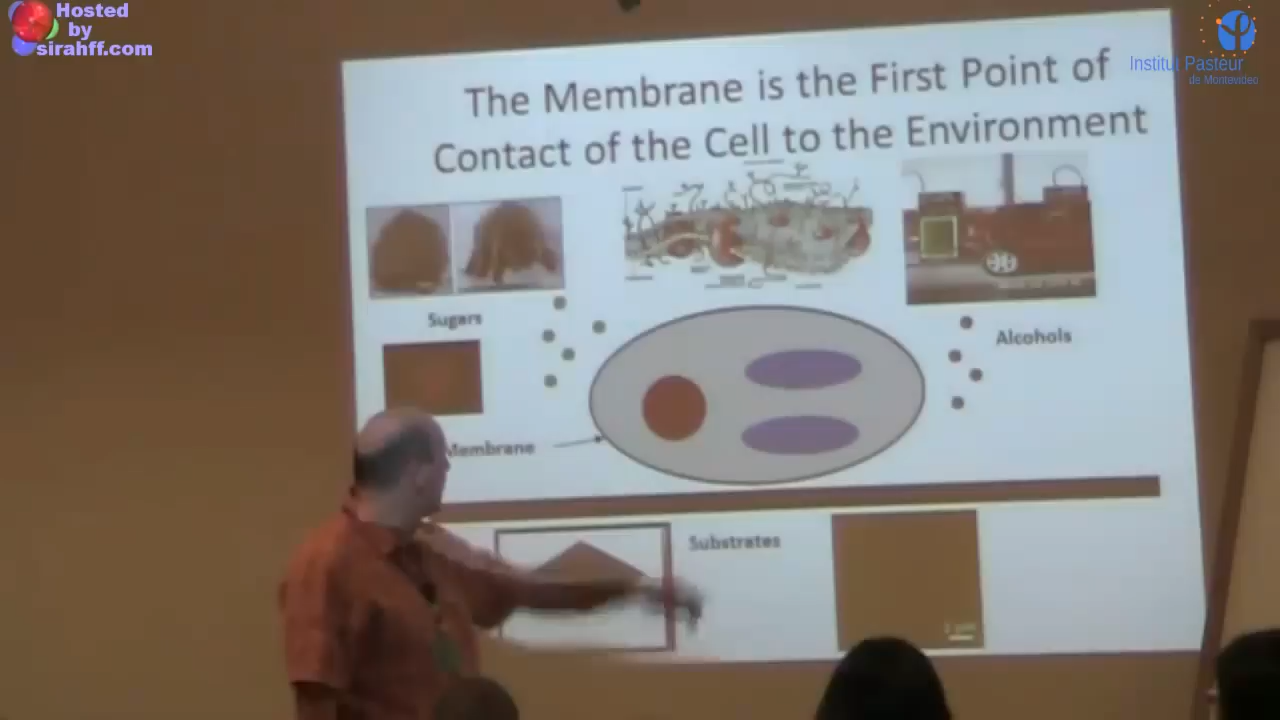 Hosted
by
sirahff.com
Institut Pasteur
de Montevideo
The Membrane is the First Point of
Contact of the Cell to the Environment
Sugars
Alcohols
Membrane
Substrates